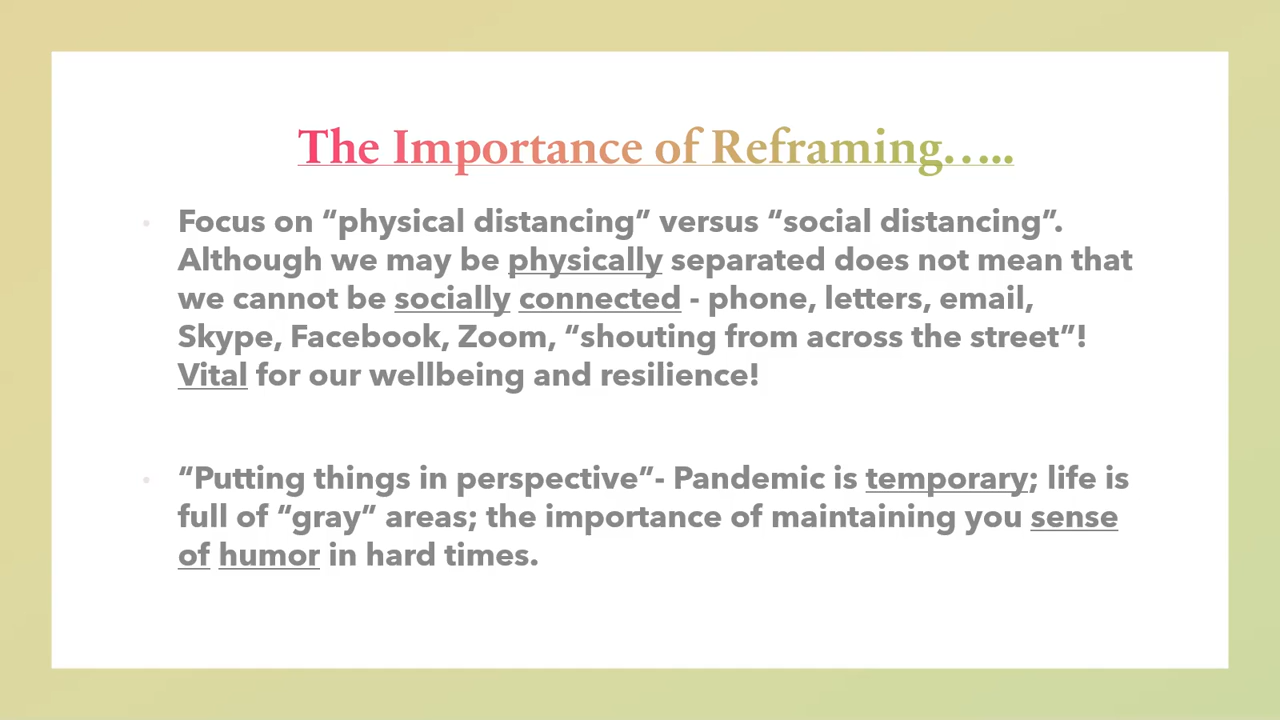 The Importance of Reframing…..
• Focus on “physical distancing” versus “social distancing”.
Although we may be physically separated does not mean that
we cannot be socially connected - phone, letters, email,
Skype, Facebook, Zoom, “shouting from across the street”!
Vital for our wellbeing and resilience!
• “Putting things in perspective”- Pandemic is temporary; life is
full of “gray” areas; the importance of maintaining you sense
of humor in hard times.